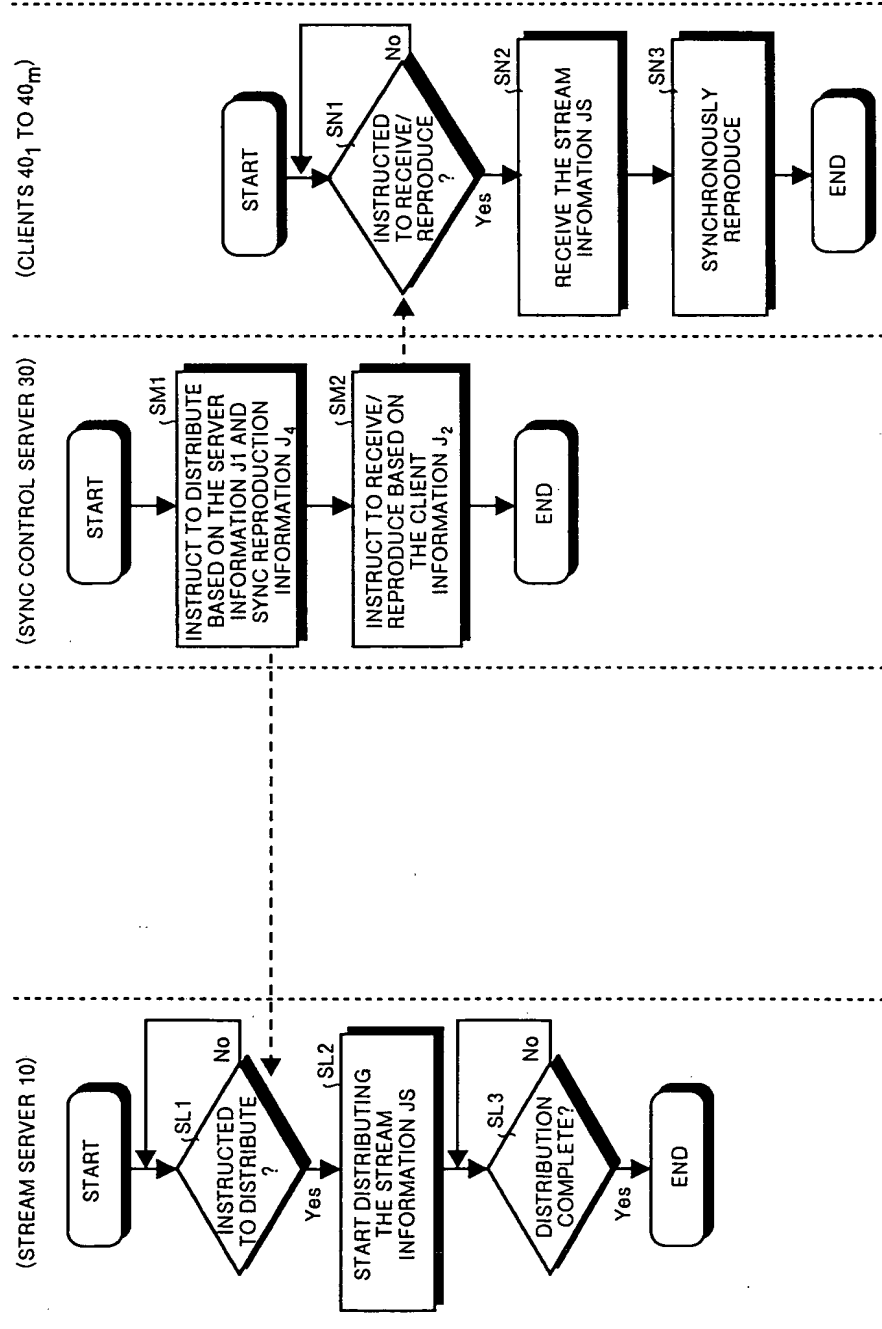 (STREAM SERVER 10)
START
SL1
INSTRUCTED
TO DISTRIBUTE
?
No
Yes
SL2
START DISTRIBUTING
THE STREAM
INFORMATION JS
SL3
DISTRIBUTION
COMPLETE?
No
Yes
END
(SYNC CONTROL SERVER 30)
START
SM1
INSTRUCT TO DISTRIBUTE
BASED ON THE SERVER
INFORMATION J1 AND
SYNC REPRODUCTION
INFORMATION J4
SM2
INSTRUCT TO RECEIVE/
REPRODUCE BASED ON
THE CLIENT
INFORMATION J2
END
(CLIENTS 401 TO 40m)
START
SN1
INSTRUCTED
TO RECEIVE/
REPRODUCE
?
No
Yes
SN2
RECEIVE THE STREAM
INFOMATION JS
SN3
SYNCHRONOUSLY
REPRODUCE
END